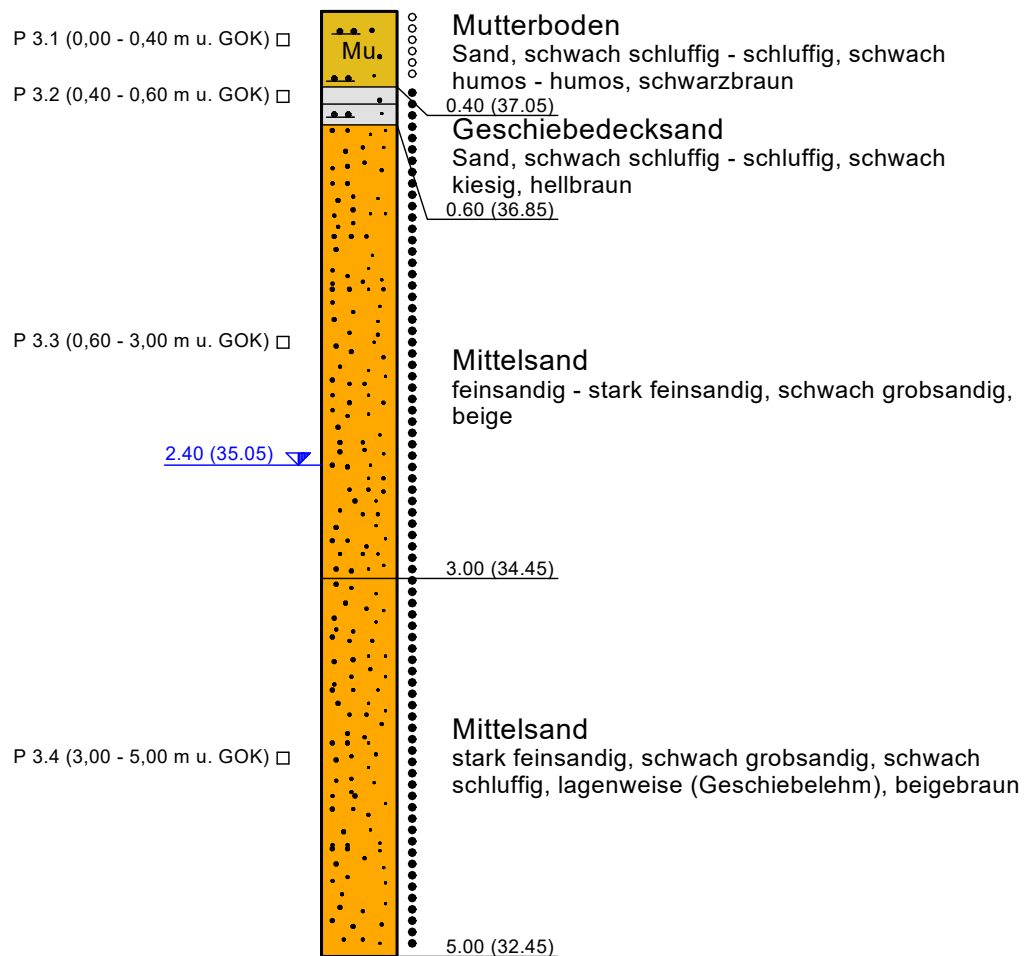 Mutterboden
P 3.1 (0,00 - 0,40 m u. GOK)
Mu
Sand, schwach schluffig - schluffig, schwach
humos - humos, schwarzbraun
P 3.2 (0,40 - 0,60 m u. GOK)
0.40 (37.05)
Geschiebedecksand
Sand, schwach schluffig - schluffig, schwach
kiesig, hellbraun
0.60 (36.85)
P 3.3 (0,60 - 3,00 m u. GOK)
Mittelsand
feinsandig - stark feinsandig, schwach grobsandig,
beige
2.40 (35.05)
3.00 (34.45)
Mittelsand
P 3.4 (3,00 - 5,00 m u. GOK)
stark feinsandig, schwach grobsandig, schwach
schluffig, lagenweise (Geschiebelehm), beigebraun
5.00 (32.45)